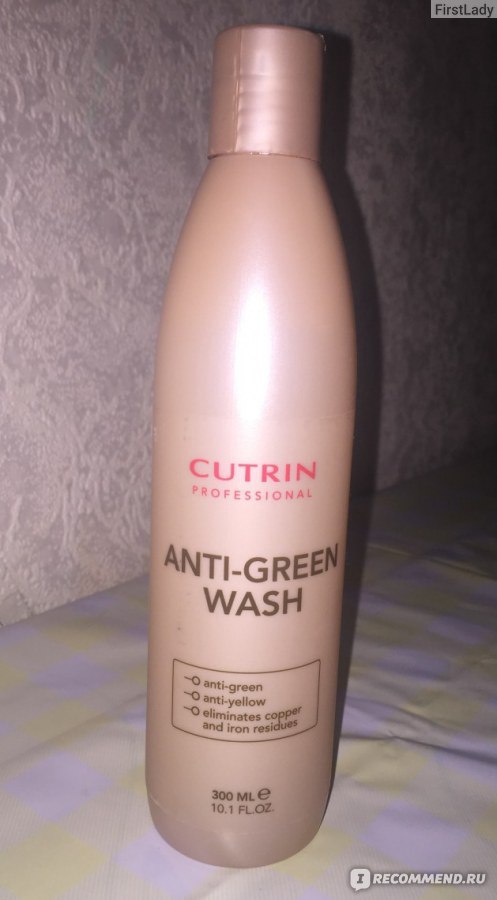 FirstLady
CUTRIN
PROFESSIONAL
ANTI-GREEN
WASH
anti-green
anti-yellow
eliminates copper
and iron residues
300 ML ℮
10.1 FL.OZ.
I RECOMMEND.RU